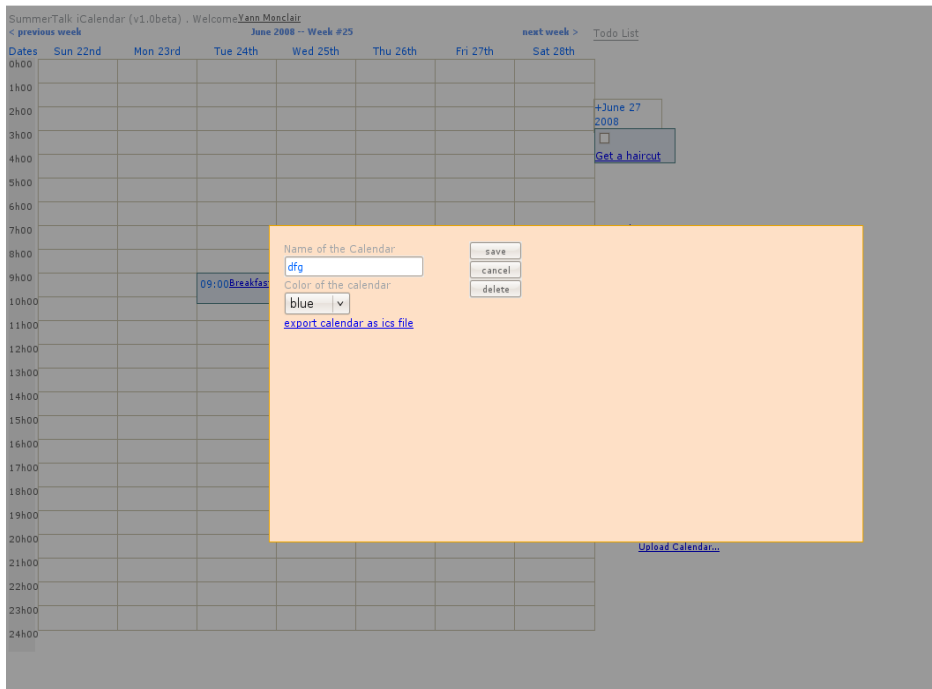 SummerTalk iCalendar (v1.0beta) . Welcome Yann Monclair
< previous week June 2008 -- Week #25 next week > Todo List
Dates Sun 22nd Mon 23rd Tue 24th Wed 25th Thu 26th Fri 27th Sat 28th
0h00
1h00
2h00
+June 27
2008
3h00
4h00
Get a haircut
5h00
6h00
7h00
8h00
9h00
09:00 Breakfas
10h00
11h00
12h00
13h00
14h00
15h00
16h00
17h00
18h00
19h00
20h00
21h00
22h00
23h00
24h00
Name of the Calendar
dfg
Color of the calendar
blue
export calendar as ics file
save
cancel
delete
Upload Calendar...